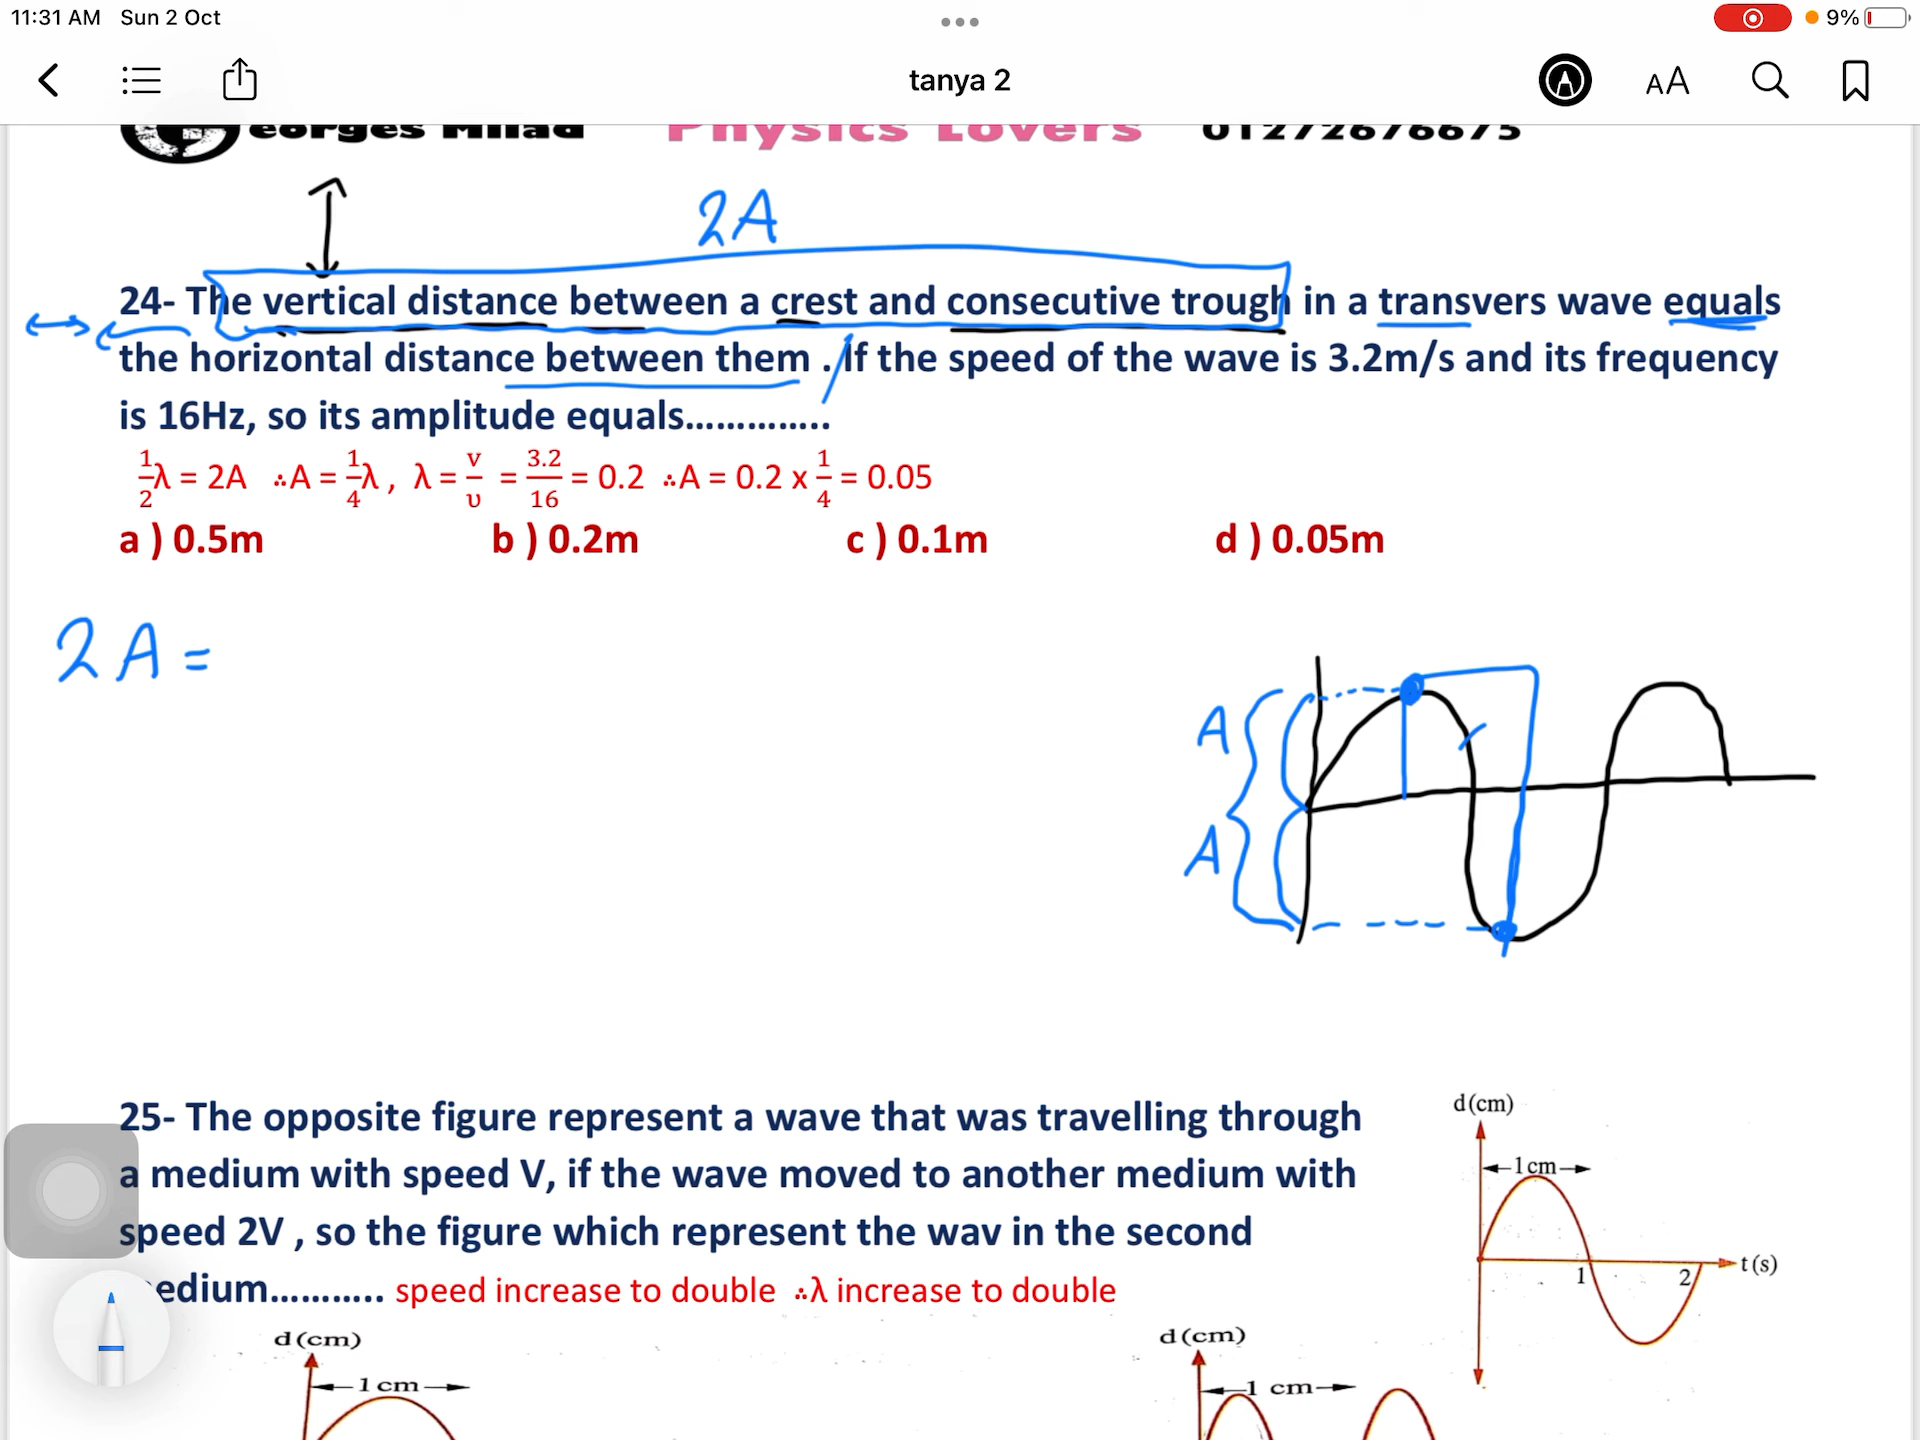 11:31 AM Sun 2 Oct
9%
tanya 2
AA
eorges Milad Physics Lovers 01272676675
2A
24- The vertical distance between a crest and consecutive trough in a transvers wave equals
the horizontal distance between them . If the speed of the wave is 3.2m/s and its frequency
is 16Hz, so its amplitude equals..............
1/2 λ = 2A ∴A = 1/4 λ , λ = v/υ = 3.2/16 = 0.2 ∴A = 0.2 x 1/4 = 0.05
a ) 0.5m b ) 0.2m c ) 0.1m d ) 0.05m
2A =
A
A
25- The opposite figure represent a wave that was travelling through
a medium with speed V, if the wave moved to another medium with
speed 2V , so the figure which represent the wav in the second
edium........... speed increase to double ∴λ increase to double
d(cm)
1cm
t(s)
1
2
d(cm)
1 cm
d(cm)
1 cm